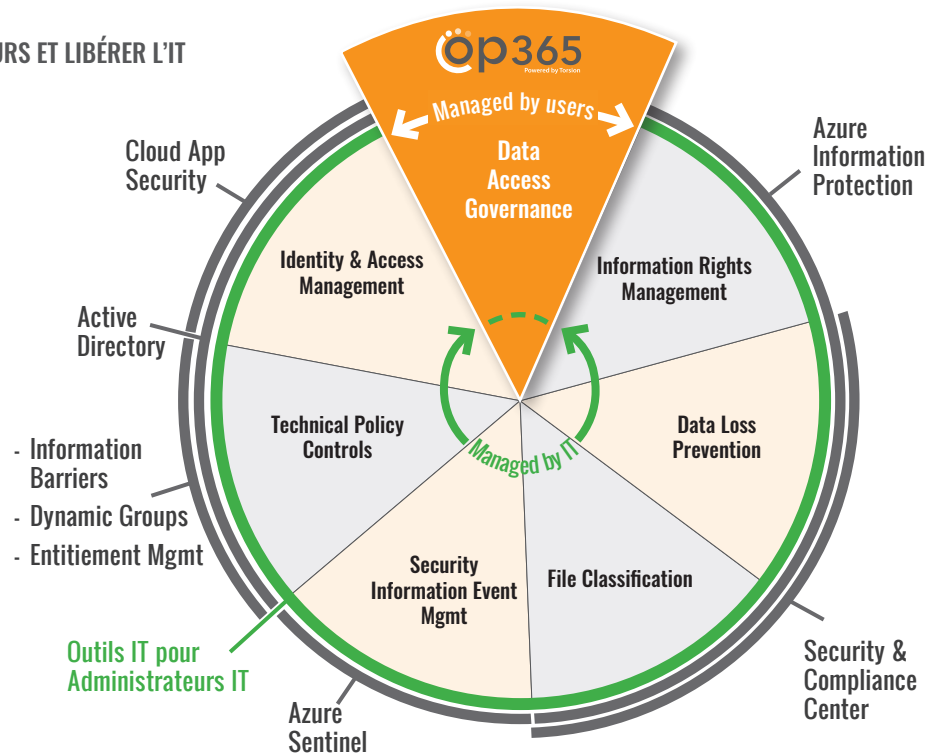 URS ET LIBÉRER L'IT
op365
Powered by Torsion
Managed by users
Data
Access
Governance
Cloud App
Security
Azure
Information
Protection
Identity & Access
Management
Information Rights
Management
Active
Directory
Technical Policy
Controls
Data Loss
Prevention
Managed by IT
- Information
Barriers
- Dynamic Groups
- Entitiement Mgmt
Security
Information Event
Mgmt
File Classification
Outils IT pour
Administrateurs IT
Security &
Compliance
Center
Azure
Sentinel